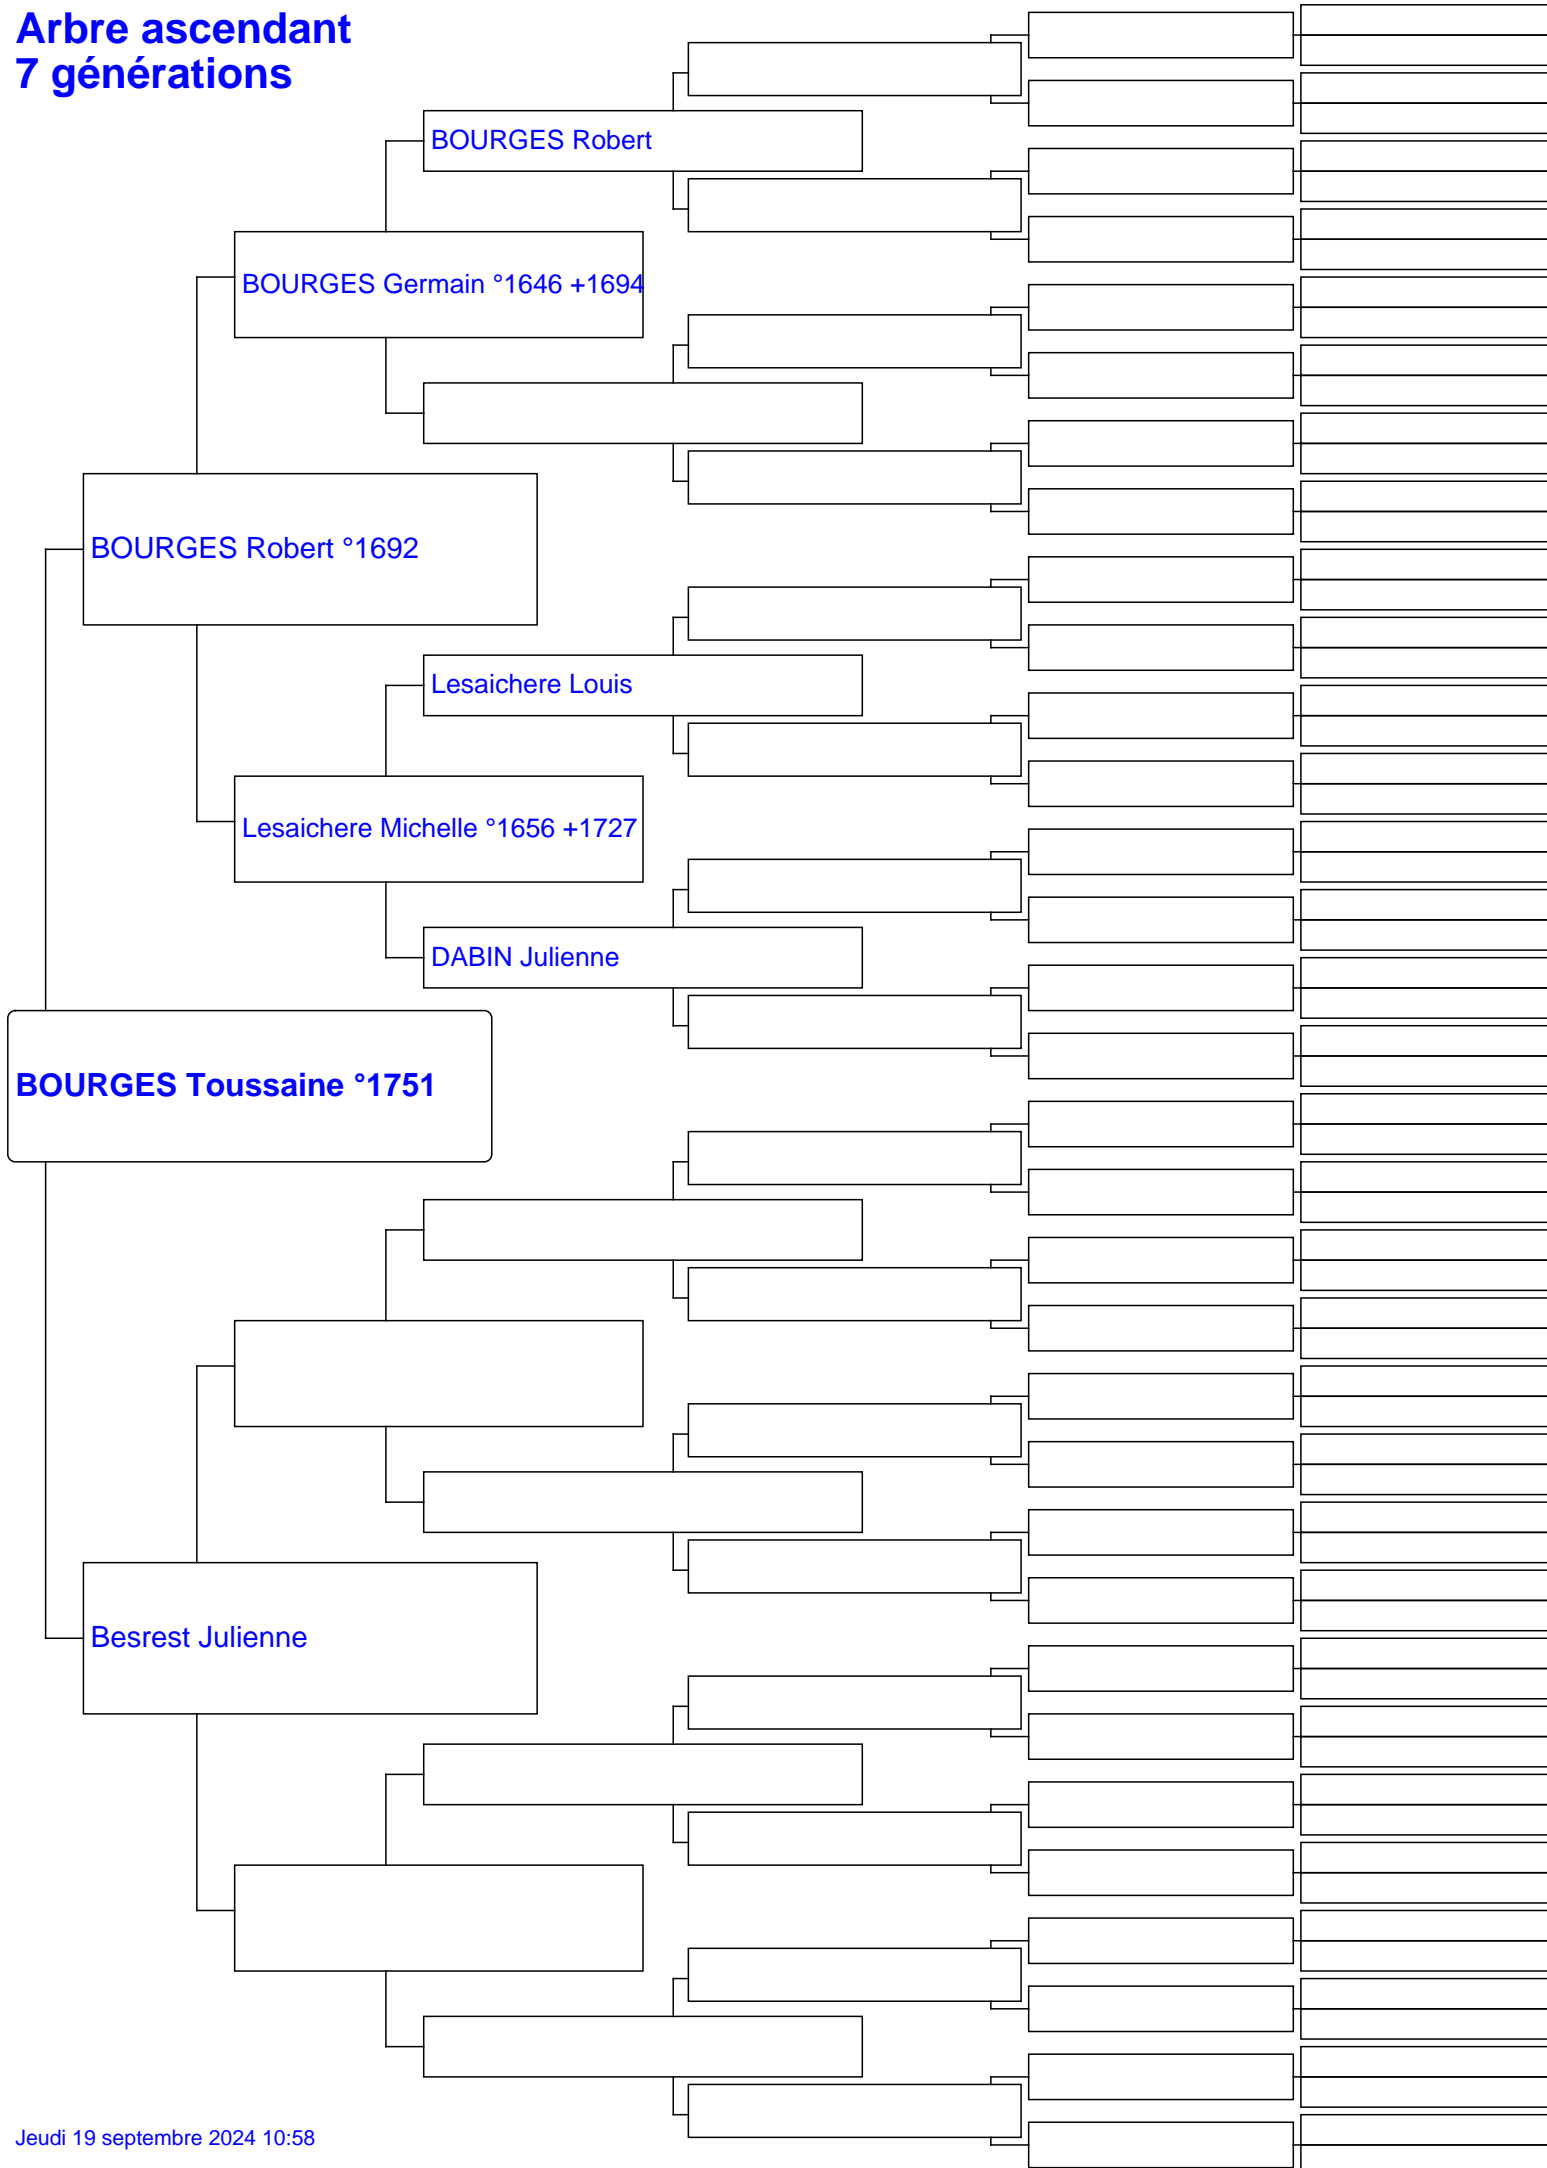 Arbre ascendant
7 générations
BOURGES Robert
BOURGES Germain °1646 +1694
BOURGES Robert °1692
Lesaichere Louis
Lesaichere Michelle °1656 +1727
DABIN Julienne
BOURGES Toussaine °1751
Besrest Julienne
Jeudi 19 septembre 2024 10:58